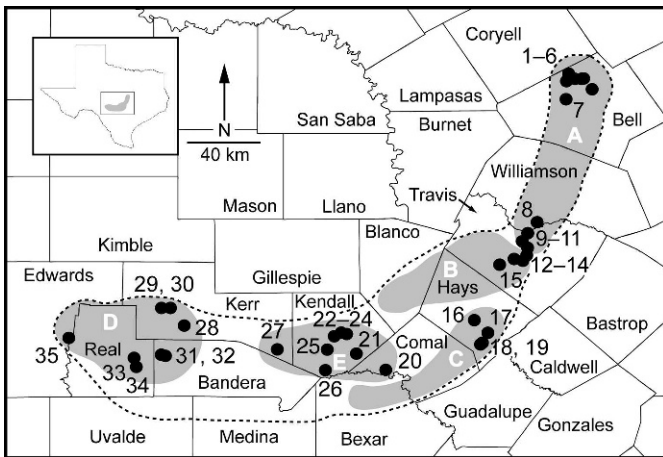 Coryell
1–6
Lampasas
7
Bell
San Saba
Burnet
A
N
40 km
Williamson
Travis
Mason
Llano
8
Blanco
9–11
Kimble
B
12–14
15
Edwards
Gillespie
Hays
29, 30
Kerr
Kendall
22–24
16
17
Bastrop
D
28
27
21
Comal
35
Real
25
E
C
18, 19
31, 32
20
Caldwell
33
Bandera
26
34
Guadalupe
Uvalde
Medina
Bexar
Gonzales